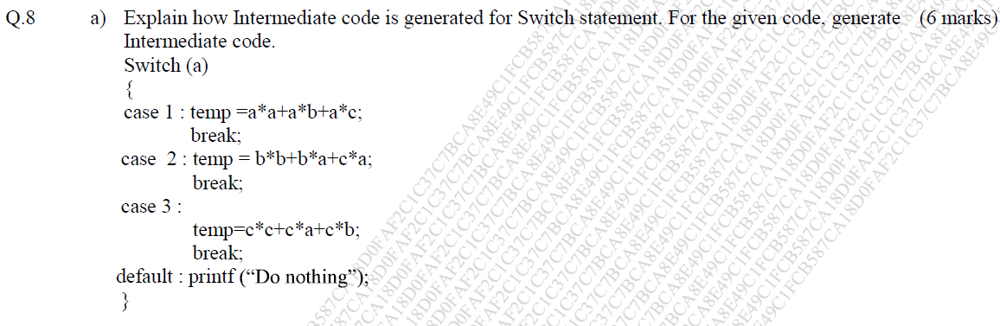 Q.8 a) Explain how Intermediate code is generated for Switch statement. For the given code, generate (6 marks)
Intermediate code.
Switch (a)
{
case 1 : temp =a*a+a*b+a*c;
break;
case 2 : temp = b*b+b*a+c*a;
break;
case 3 :
temp=c*c+c*a+c*b;
break;
default : printf (“Do nothing”);
}